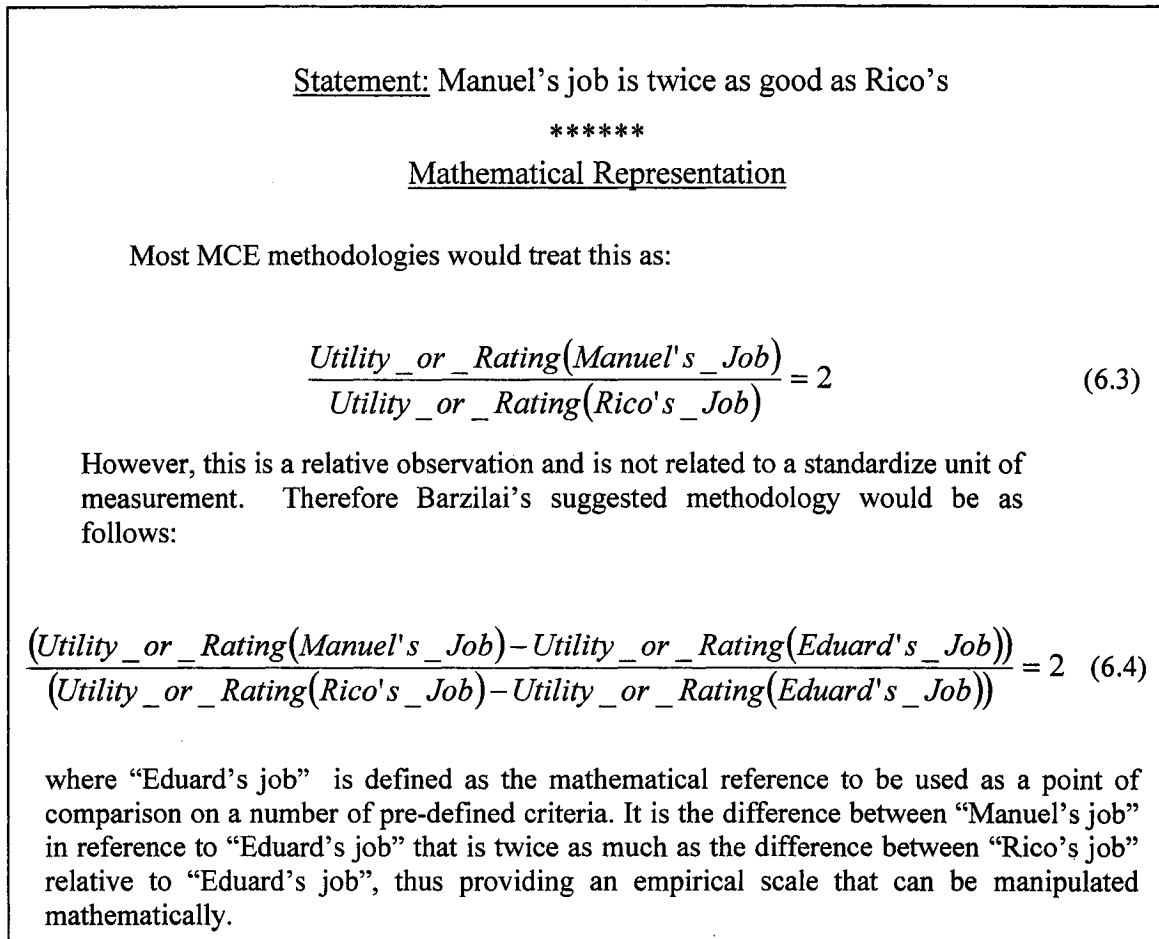 Statement: Manuel's job is twice as good as Rico's
******
Mathematical Representation
Most MCE methodologies would treat this as:
Utility_or_Rating(Manuel's_Job)
Utility_or_Rating(Rico's_Job)
= 2 (6.3)
However, this is a relative observation and is not related to a standardize unit of
measurement. Therefore Barzilai's suggested methodology would be as
follows:
(Utility_or_Rating(Manuel's_Job)–Utility_or_Rating(Eduard's_Job))
(Utility_or_Rating(Rico's_Job)–Utility_or_Rating(Eduard's_Job))
= 2 (6.4)
where “Eduard's job” is defined as the mathematical reference to be used as a point of
comparison on a number of pre-defined criteria. It is the difference between “Manuel's job”
in reference to “Eduard's job” that is twice as much as the difference between “Rico's job”
relative to “Eduard's job”, thus providing an empirical scale that can be manipulated
mathematically.